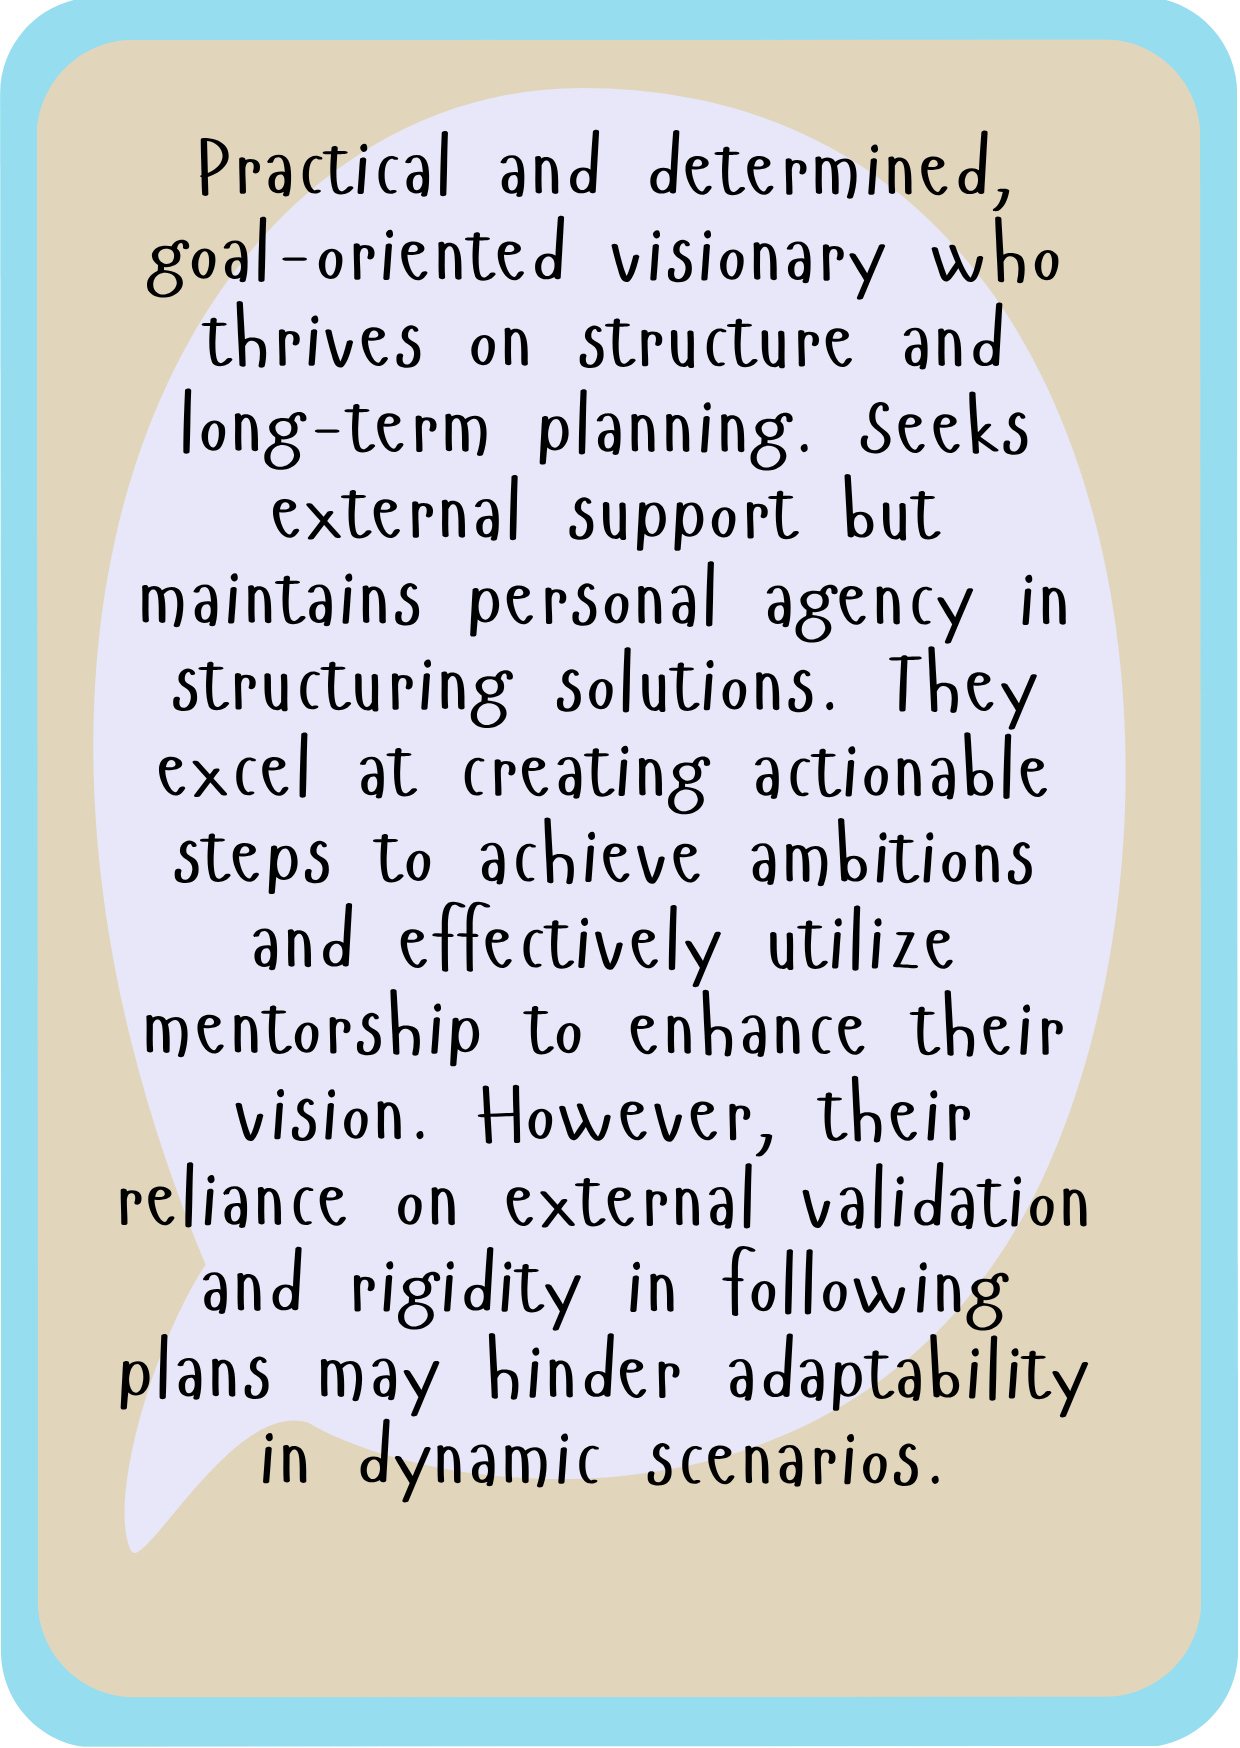 Practical and determined,
goal-oriented visionary who
thrives on structure and
long-term planning. Seeks
external support but
maintains personal agency in
structuring solutions. They
excel at creating actionable
steps to achieve ambitions
and effectively utilize
mentorship to enhance their
vision. However, their
reliance on external validation
and rigidity in following
plans may hinder adaptability
in dynamic scenarios.